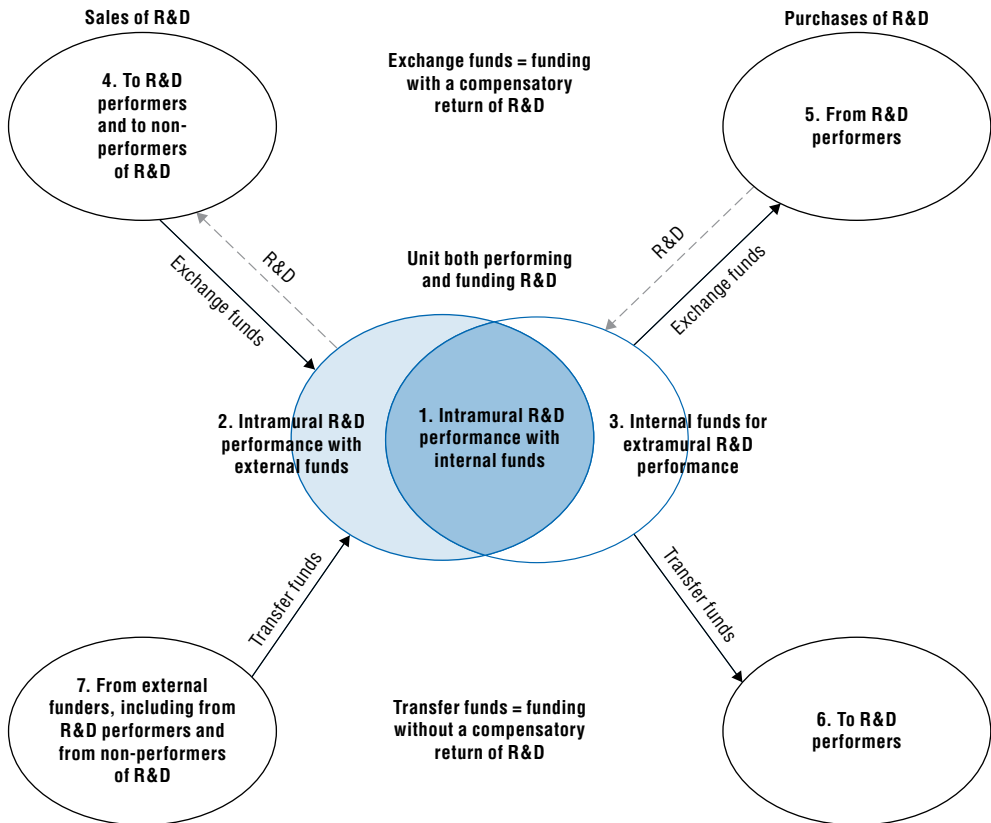 Sales of R&D
Purchases of R&D
4. To R&D
performers
and to non-
performers
of R&D
Exchange funds = funding
with a compensatory
return of R&D
5. From R&D
performers
R&D
Exchange funds
Unit both performing
and funding R&D
R&D
Exchange funds
2. Intramural R&D
performance with
external funds
1. Intramural R&D
performance with
internal funds
3. Internal funds for
extramural R&D
performance
Transfer funds
Transfer funds
7. From external
funders, including from
R&D performers and
from non-performers
of R&D
Transfer funds = funding
without a compensatory
return of R&D
6. To R&D
performers